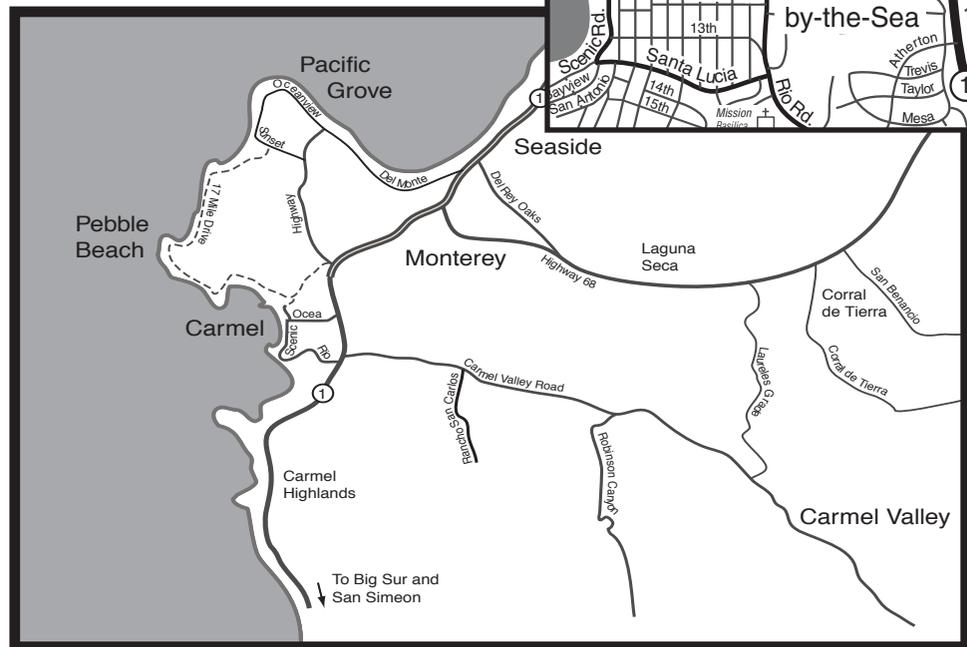 by-the-Sea
13th
Scenic Rd.
Santa Lucia
Bayview
San Antonio
14th
15th
Mission
Basilica
Rio Rd.
Atherton
Trevis
Taylor
Mesa
1
1
Pacific
Grove
Oceanview
Sunset
Del Monte
Seaside
Del Rey Oaks
17 Mile Drive
Highway
Pebble
Beach
Monterey
Highway 68
Laguna
Seca
Corral
de Tierra
San Benancio
Carmel
Ocea
Scenic
Rio
1
Carmel Valley Road
Rancho San Carlos
Laureles Grade
Corral de Tierra
Robinson Canyon
Carmel
Highlands
Carmel Valley
To Big Sur and
San Simeon